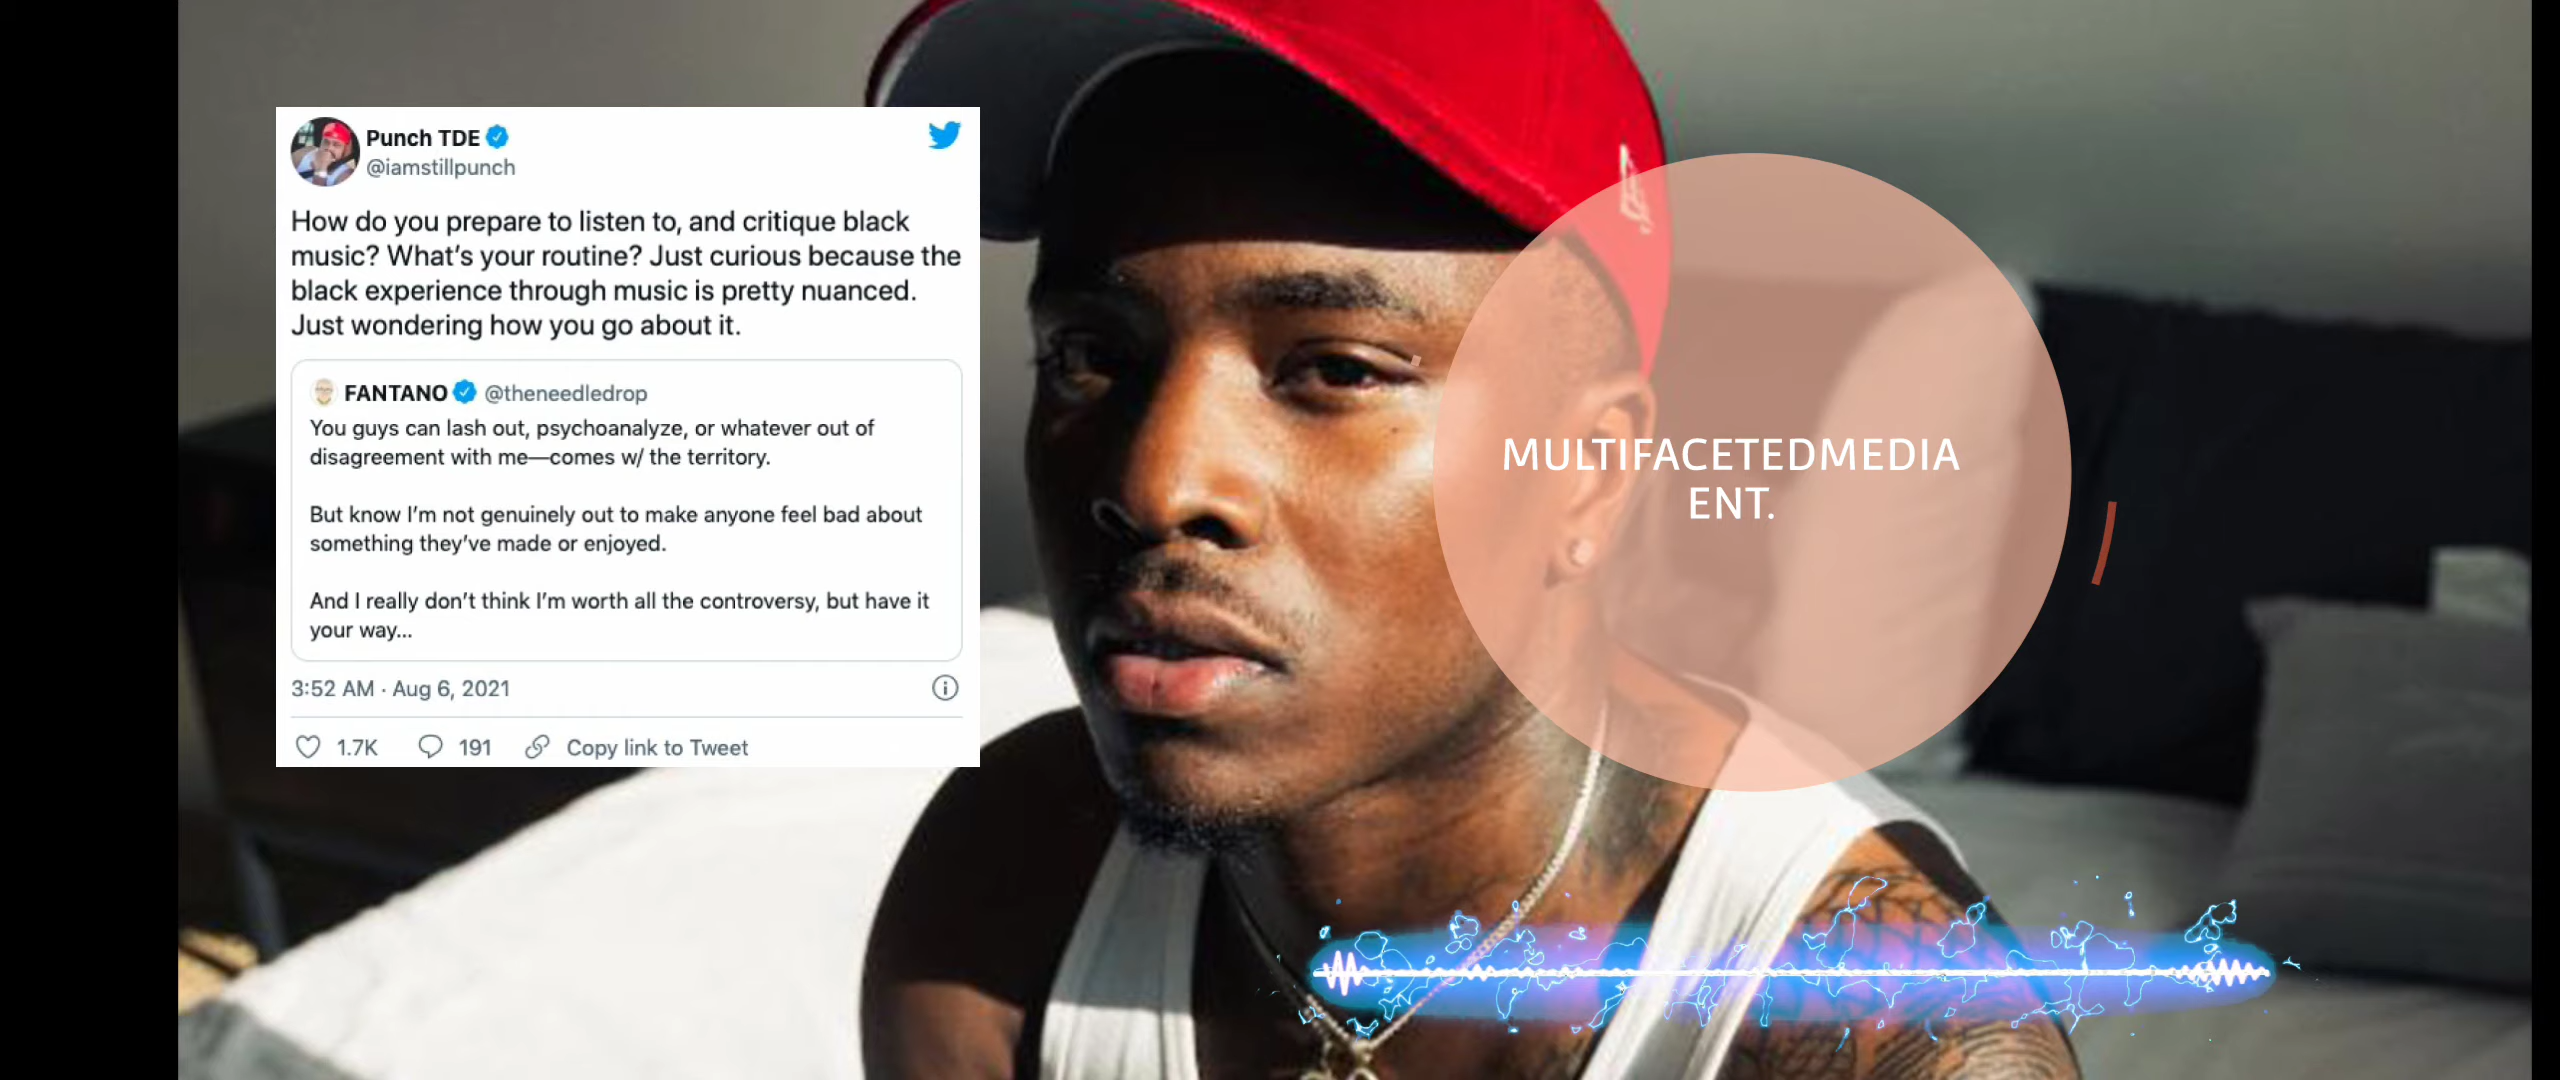 Punch TDE
@iamstillpunch
How do you prepare to listen to, and critique black
music? What's your routine? Just curious because the
black experience through music is pretty nuanced.
Just wondering how you go about it.
FANTANO @theneedledrop
You guys can lash out, psychoanalyze, or whatever out of
disagreement with me—comes w/ the territory.
But know I'm not genuinely out to make anyone feel bad about
something they've made or enjoyed.
And I really don't think I'm worth all the controversy, but have it
your way...
3:52 AM · Aug 6, 2021
1.7K 191 Copy link to Tweet
MULTIFACETEDMEDIA
ENT.